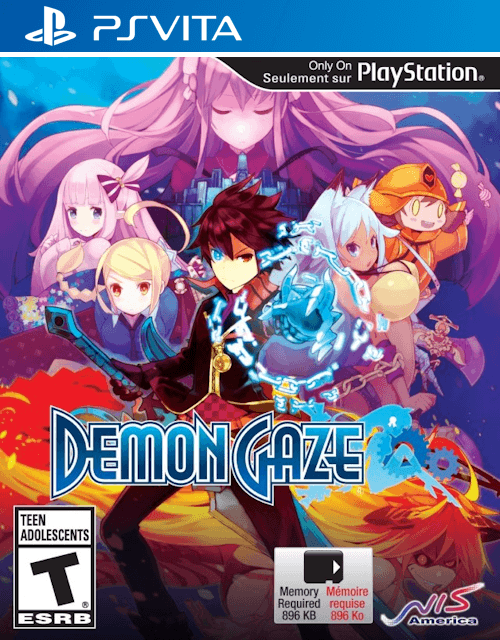 PSVITA
Only On
Seulement sur PlayStation®
DEMON GAZE
TEEN
ADOLESCENTS
T
®
ESRB
Memory
Required
896 KB
Mémoire
requise
896 Ko
NIS
America